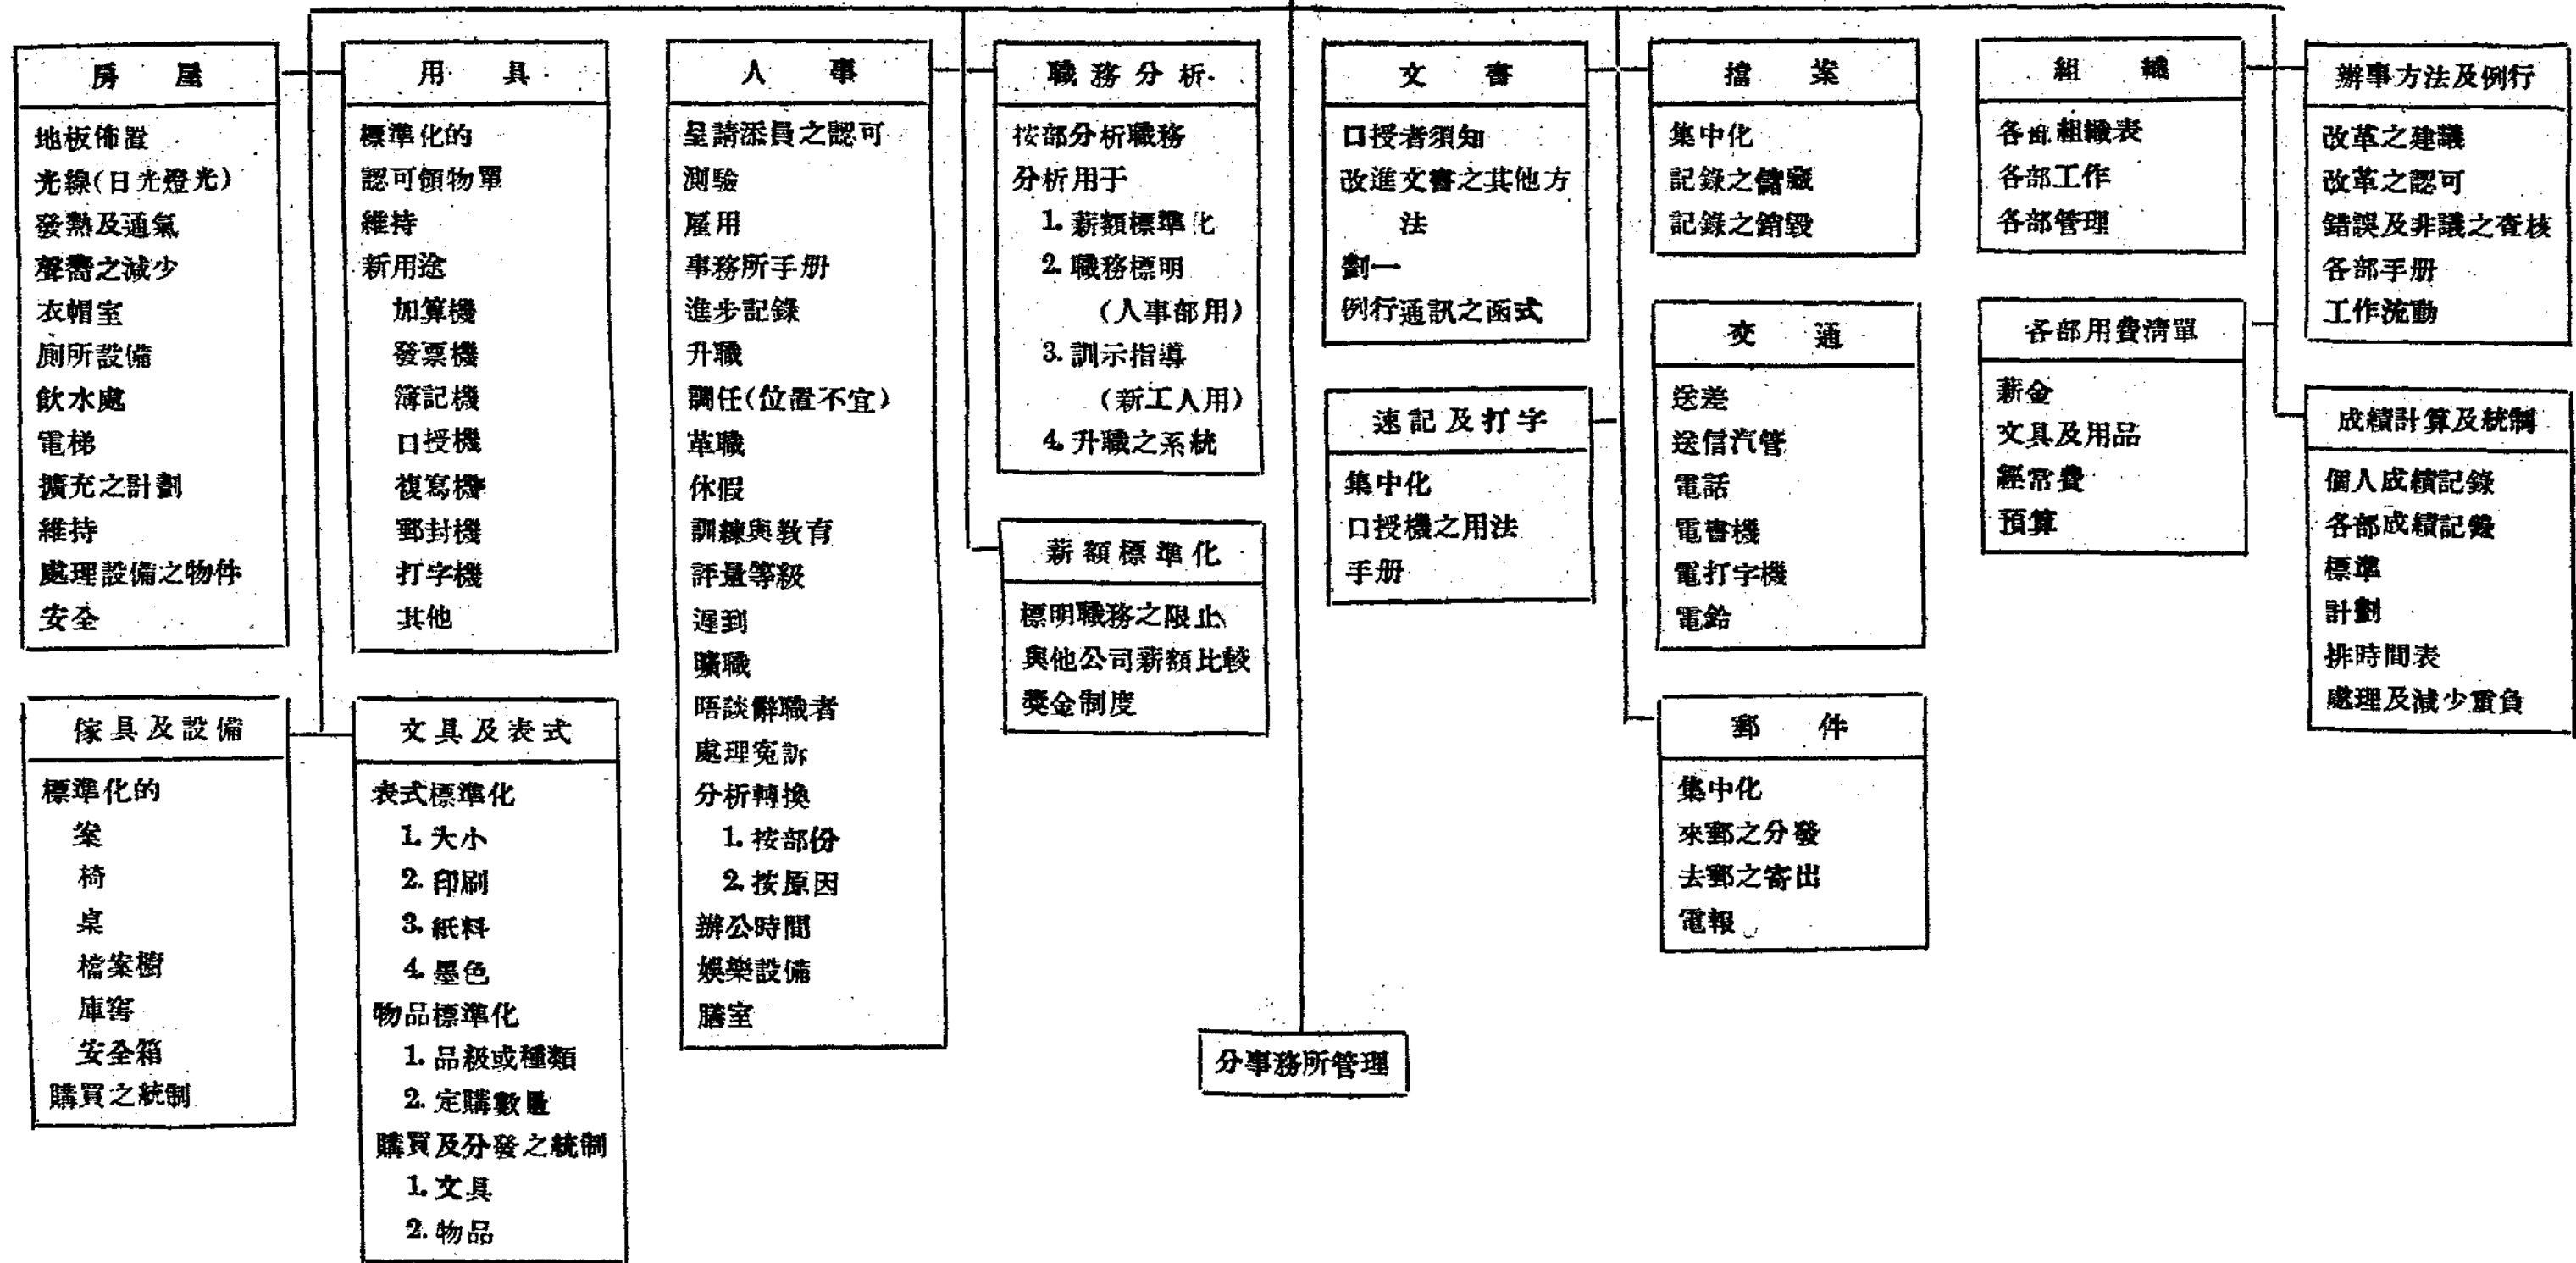 房屋
地板佈置
光線(日光燈光)
發熱及通氣
聲響之減少
衣帽室
廁所設備
飲水處
電梯
擴充之計劃
維持
處理設備之物件
安全
用具
標準化的
認可領物單
維持
新用途
加算機
發票機
簿記機
口授機
複寫機
郵封機
打字機
其他
傢具及設備
標準化的
案
椅
桌
檔案櫥
庫窖
安全箱
購買之統制
文具及表式
表式標準化
1. 大小
2. 印刷
3. 紙料
4. 墨色
物品標準化
1. 品級或種類
2. 定購數量
購買及分發之統制
1. 文具
2. 物品
人事
呈請添員之認可
測驗
雇用
事務所手册
進步記錄
升職
調任(位置不宜)
革職
休假
訓練與教育
評量等級
遲到
曠職
晤談辭職者
處理冤訴
分析轉換
1. 按部份
2. 按原因
辦公時間
娛樂設備
膳室
職務分析
按部分析職務
分析用于
1. 薪額標準化
2. 職務標明
(人事部用)
3. 訓示指導
(新工人用)
4. 升職之系統
薪額標準化
標明職務之限止
與他公司薪額比較
獎金制度
文書
口授者須知
改進文書之其他方
法
劃一
例行通訊之函式
速記及打字
集中化
口授機之用法
手册
檔案
集中化
記錄之儲藏
記錄之銷毀
交通
送差
送信汽管
電話
電書機
電打字機
電鈴
郵件
集中化
來郵之分發
去郵之寄出
電報
組織
各部組織表
各部工作
各部管理
各部用費清單
薪金
文具及用品
經常費
預算
辦事方法及例行
改革之建議
改革之認可
錯誤及非議之查核
各部手册
工作流動
成績計算及統制
個人成績記錄
各部成績記錄
標準
計劃
排時間表
處理及減少重負
分事務所管理